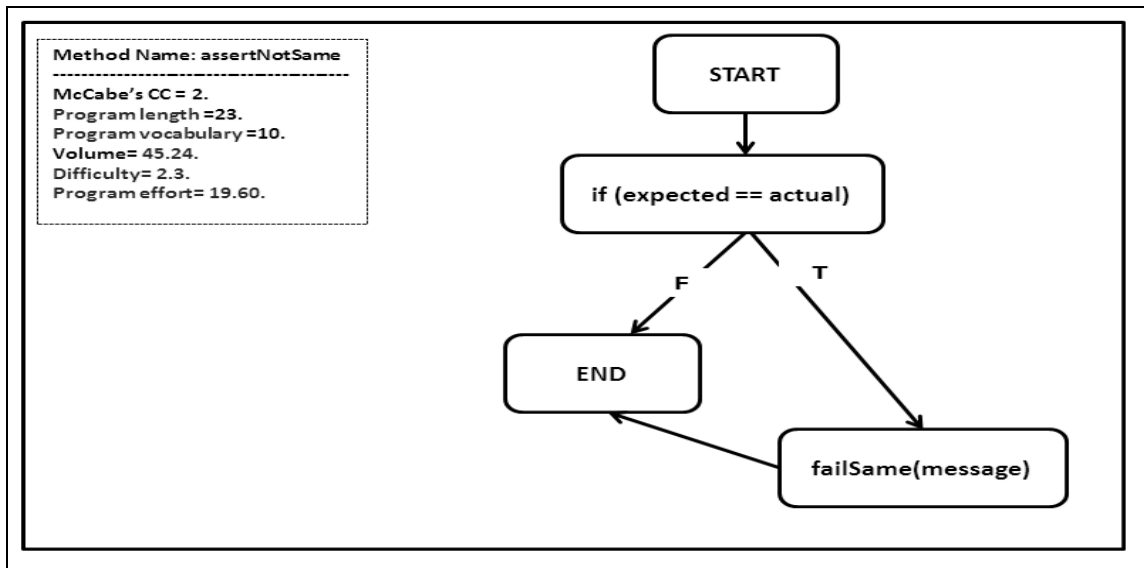 Method Name: assertNotSame
-------------------------------------------
McCabe's CC = 2.
Program length =23.
Program vocabulary =10.
Volume= 45.24.
Difficulty= 2.3.
Program effort= 19.60.
START
if (expected == actual)
F
T
END
failSame(message)